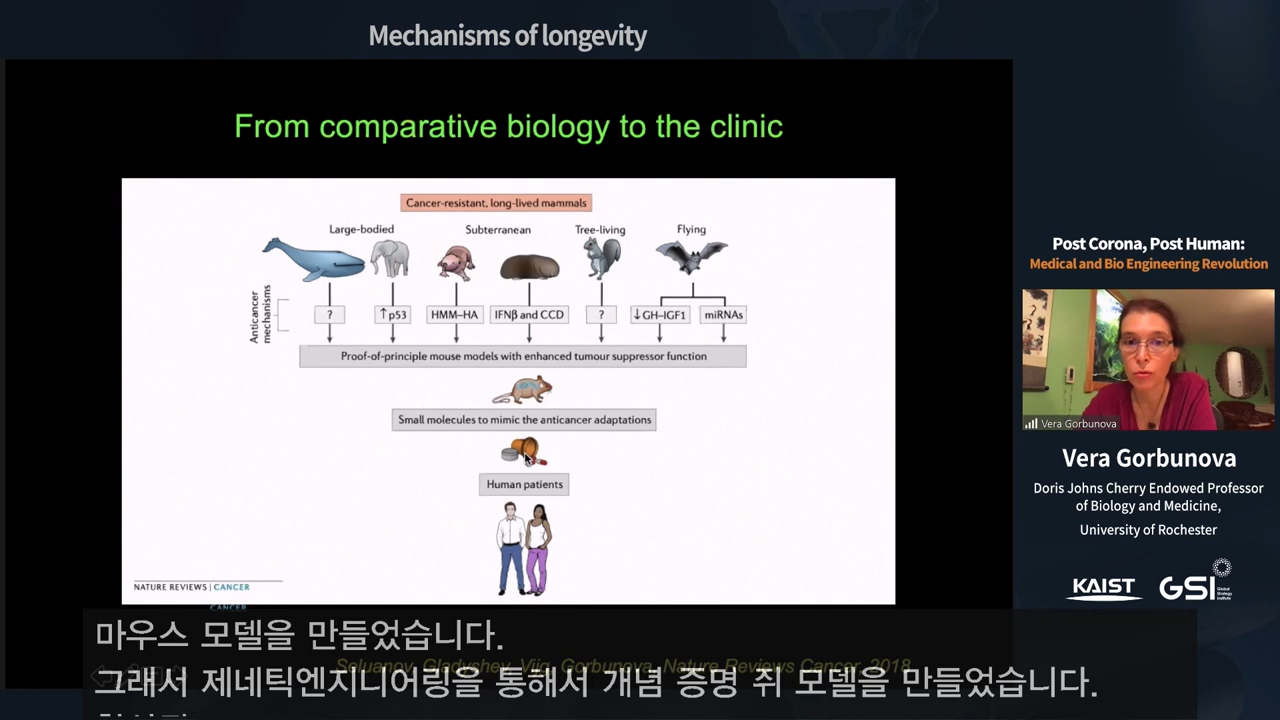 Mechanisms of longevity
From comparative biology to the clinic
Cancer-resistant, long-lived mammals
Large-bodied
Subterranean
Tree-living
Flying
Anticancer
mechanisms
?
↑p53
HMM–HA
IFNβ and CCD
?
↓GH–IGF1
miRNAs
Proof-of-principle mouse models with enhanced tumour suppressor function
Small molecules to mimic the anticancer adaptations
Human patients
NATURE REVIEWS | CANCER
CANCER
Seluanov, Gladyshev, Vijg, Gorbunova, Nature Reviews Cancer, 2018
마우스 모델을 만들었습니다.
그래서 제네틱엔지니어링을 통해서 개념 증명 쥐 모델을 만들었습니다.
Post Corona, Post Human:
Medical and Bio Engineering Revolution
Vera Gorbunova
Vera Gorbunova
Doris Johns Cherry Endowed Professor
of Biology and Medicine,
University of Rochester
KAIST
GSI
Global
Strategy
Institute